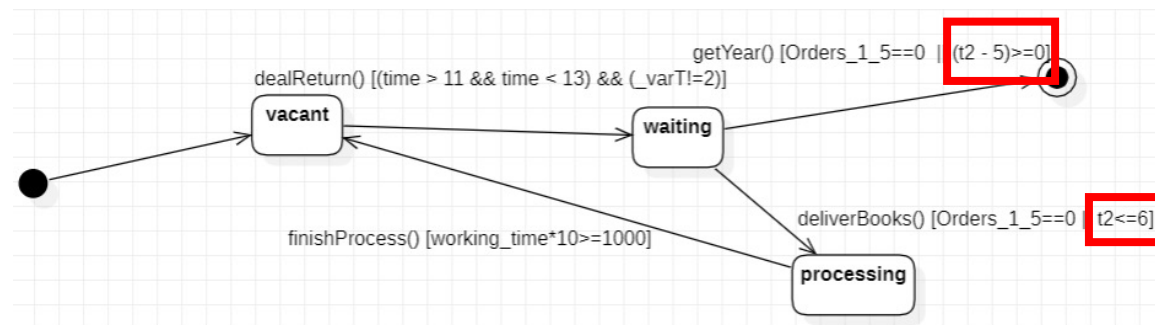 getYear() [Orders_1_5==0 | (t2 - 5)>=0]
dealReturn() [(time > 11 && time < 13) && (_varT!=2)]
vacant
waiting
deliverBooks() [Orders_1_5==0 | t2<=6]
finishProcess() [working_time*10>=1000]
processing